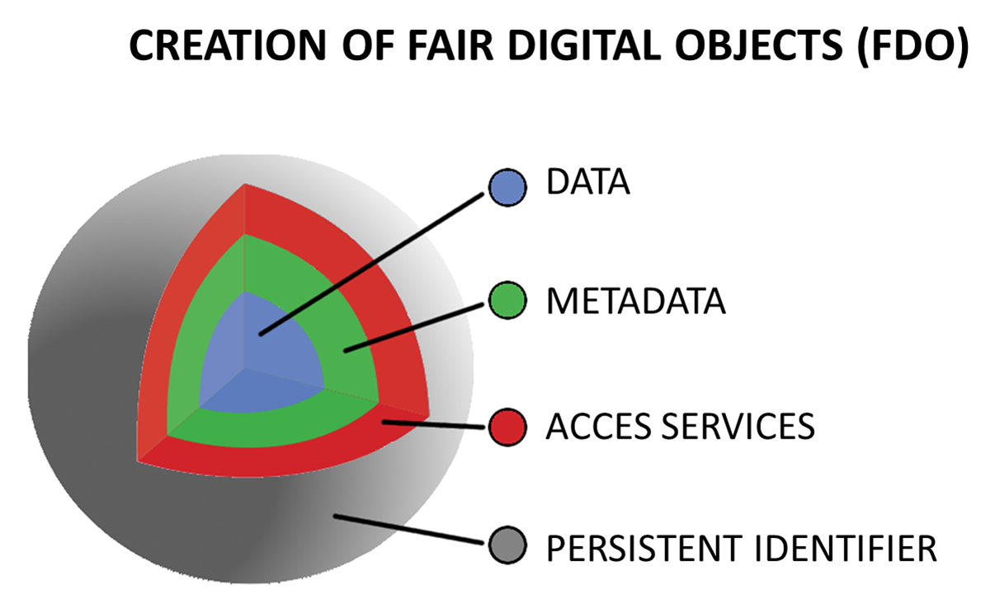 CREATION OF FAIR DIGITAL OBJECTS (FDO)
DATA
METADATA
ACCES SERVICES
PERSISTENT IDENTIFIER